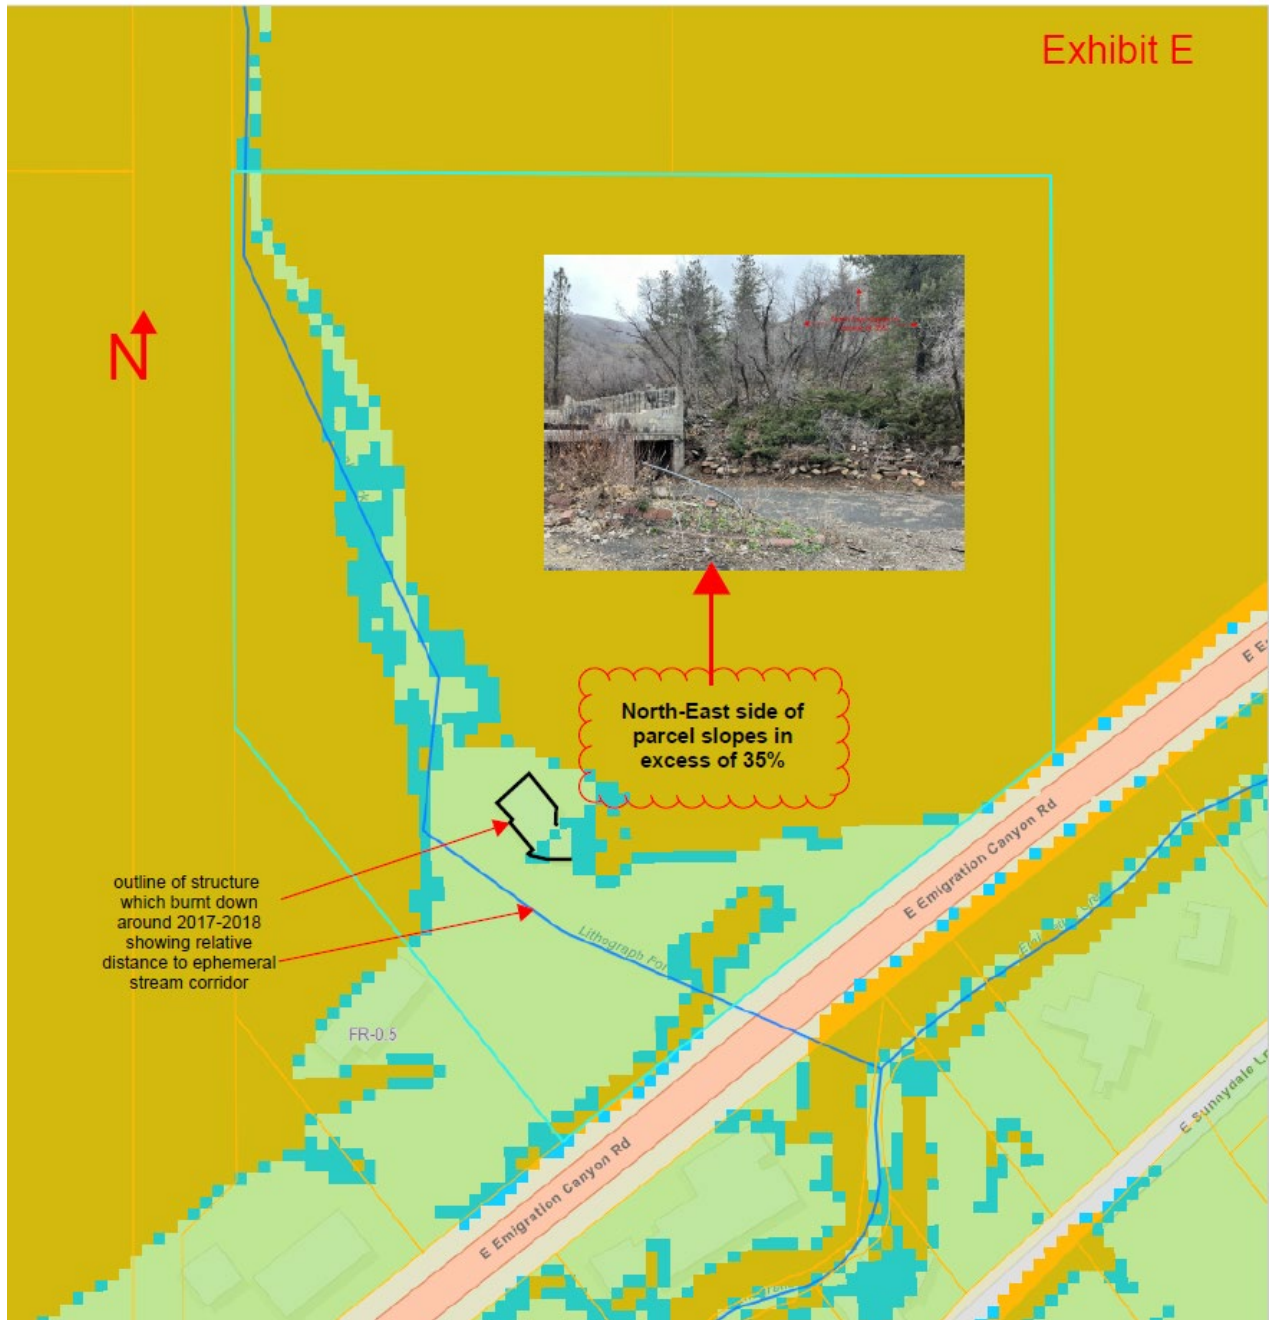 Exhibit E
N
North-East side of
parcel slopes in
excess of 35%
E Emigration Canyon Rd
outline of structure
which burnt down
around 2017-2018
showing relative
distance to ephemeral
stream corridor
Lithograph For
FR-0.5
E Sunnydale Ln
E Emigration Canyon Rd